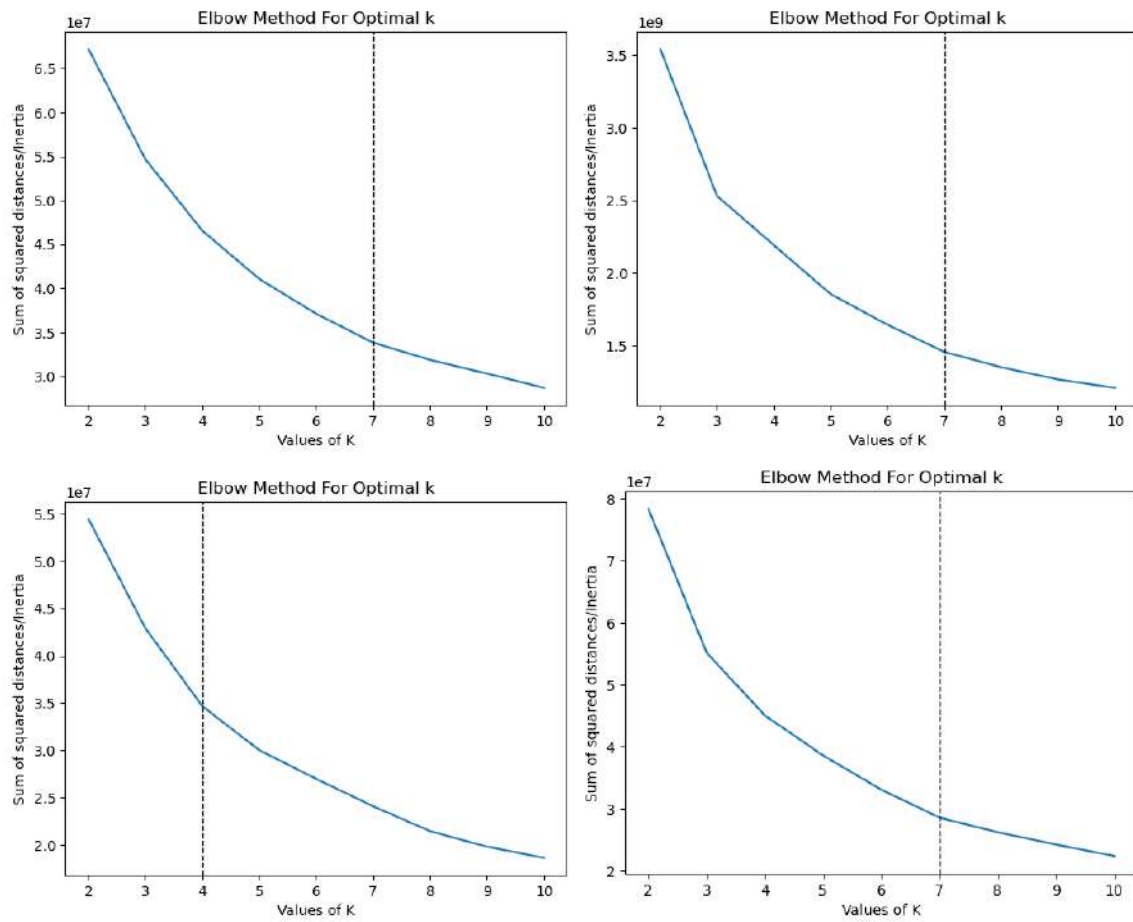 Elbow Method For Optimal k
1e7
6.5
6.0
5.5
5.0
4.5
4.0
3.5
3.0
Sum of squared distances/Inertia
2 3 4 5 6 7 8 9 10
Values of K
Elbow Method For Optimal k
1e9
3.5
3.0
2.5
2.0
1.5
Sum of squared distances/Inertia
2 3 4 5 6 7 8 9 10
Values of K
Elbow Method For Optimal k
1e7
5.5
5.0
4.5
4.0
3.5
3.0
2.5
2.0
Sum of squared distances/Inertia
2 3 4 5 6 7 8 9 10
Values of K
Elbow Method For Optimal k
1e7
8
7
6
5
4
3
2
Sum of squared distances/Inertia
2 3 4 5 6 7 8 9 10
Values of K